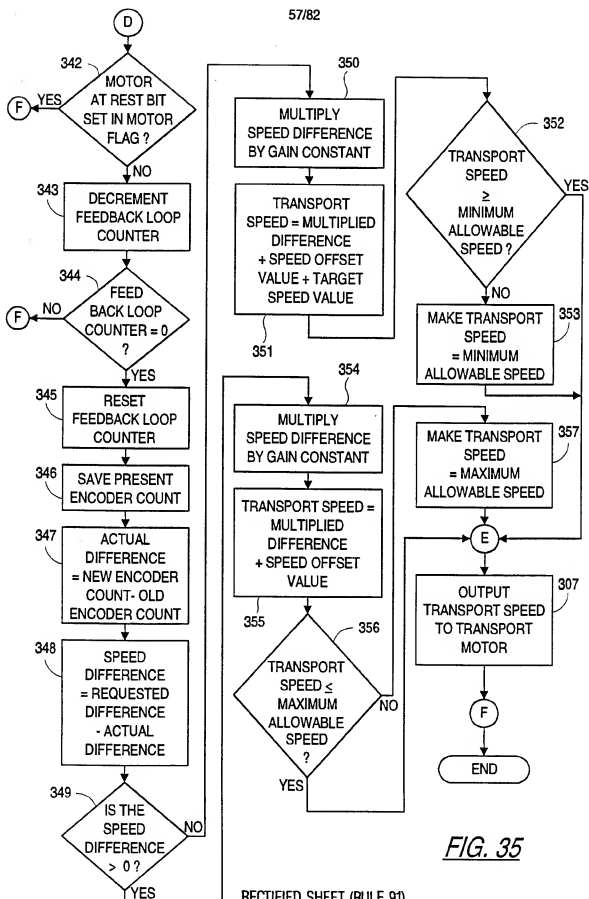 57/82
D
342
MOTOR
AT REST BIT
SET IN MOTOR
FLAG ?
YES
F
NO
343
DECREMENT
FEEDBACK LOOP
COUNTER
344
FEED
BACK LOOP
COUNTER = 0
?
NO
F
YES
345
RESET
FEEDBACK LOOP
COUNTER
346
SAVE PRESENT
ENCODER COUNT
347
ACTUAL
DIFFERENCE
= NEW ENCODER
COUNT- OLD
ENCODER COUNT
348
SPEED
DIFFERENCE
= REQUESTED
DIFFERENCE
- ACTUAL
DIFFERENCE
349
IS THE
SPEED
DIFFERENCE
> 0 ?
NO
YES
350
MULTIPLY
SPEED DIFFERENCE
BY GAIN CONSTANT
TRANSPORT
SPEED = MULTIPLIED
DIFFERENCE
+ SPEED OFFSET
VALUE + TARGET
SPEED VALUE
351
352
TRANSPORT
SPEED
≥
MINIMUM
ALLOWABLE
SPEED ?
YES
NO
353
MAKE TRANSPORT
SPEED
= MINIMUM
ALLOWABLE SPEED
354
MULTIPLY
SPEED DIFFERENCE
BY GAIN CONSTANT
TRANSPORT SPEED =
MULTIPLIED
DIFFERENCE
+ SPEED OFFSET
VALUE
355
356
TRANSPORT
SPEED ≤
MAXIMUM
ALLOWABLE
SPEED
?
NO
YES
357
MAKE TRANSPORT
SPEED
= MAXIMUM
ALLOWABLE SPEED
E
307
OUTPUT
TRANSPORT SPEED
TO TRANSPORT
MOTOR
F
END
FIG. 35
RECTIFIED SHEET (RULE 91)